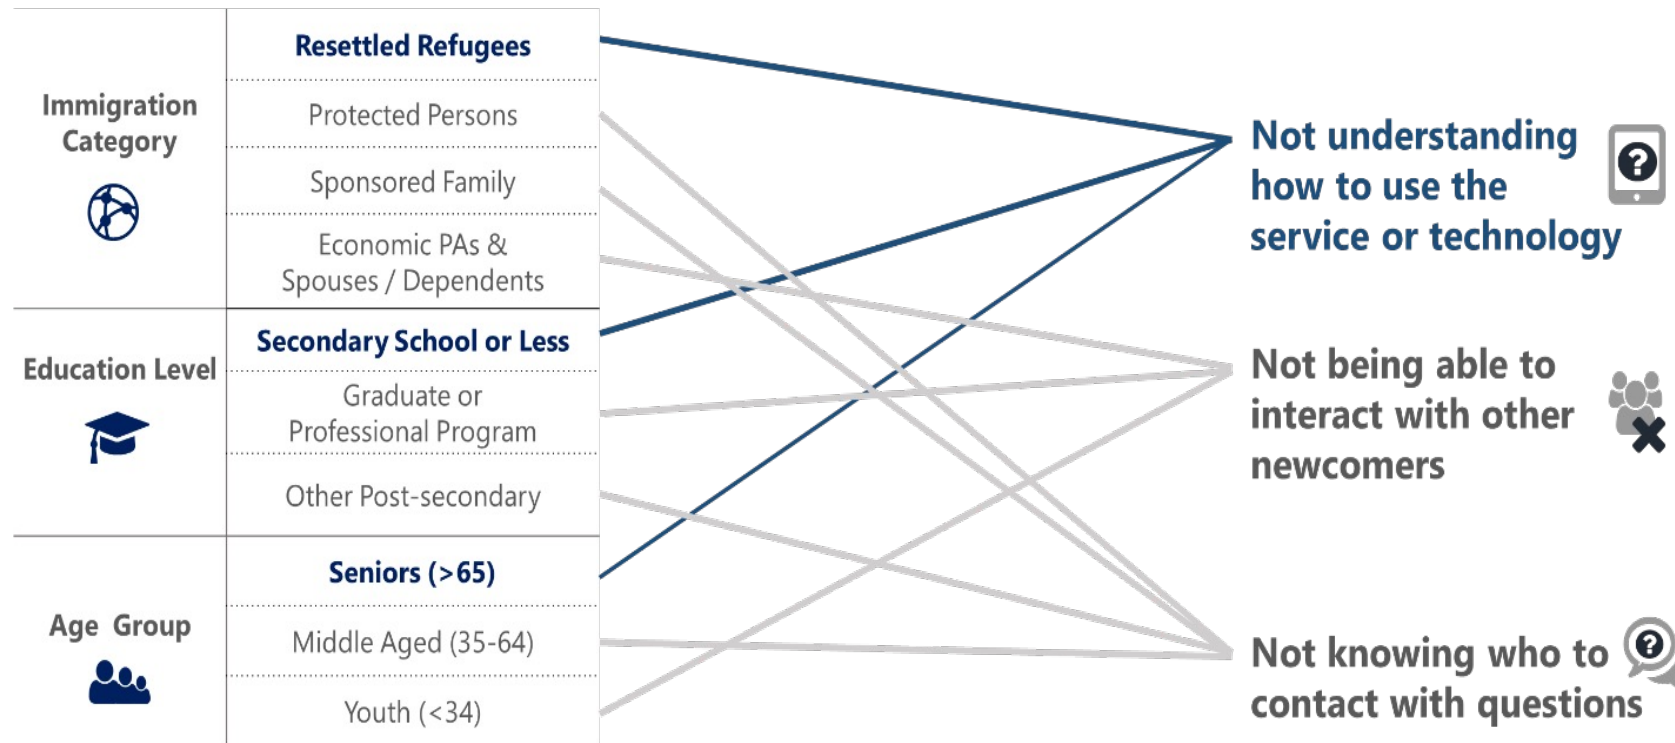 Immigration
Category
Resettled Refugees
Protected Persons
Sponsored Family
Economic PAs &
Spouses / Dependents
Education Level
Secondary School or Less
Graduate or
Professional Program
Other Post-secondary
Age Group
Seniors (>65)
Middle Aged (35-64)
Youth (<34)
Not understanding
how to use the
service or technology
?
Not being able to
interact with other
newcomers
Not knowing who to
contact with questions
?